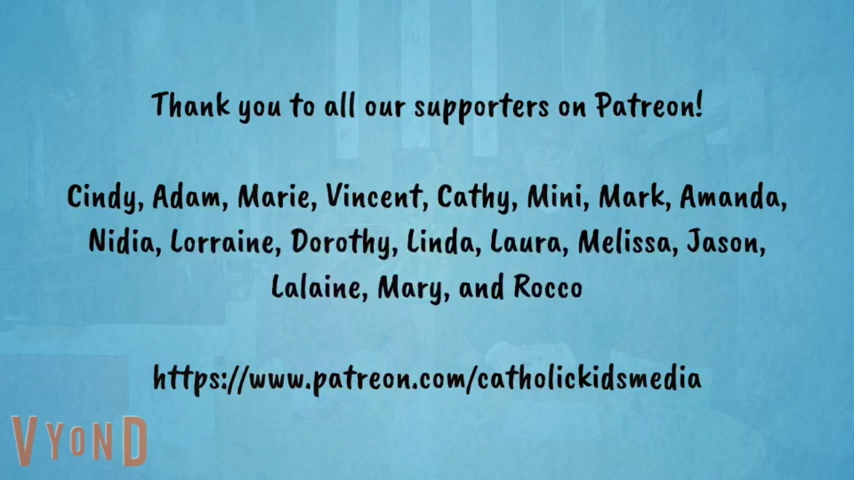 Thank you to all our supporters on Patreon!
Cindy, Adam, Marie, Vincent, Cathy, Mini, Mark, Amanda,
Nidia, Lorraine, Dorothy, Linda, Laura, Melissa, Jason,
Lalaine, Mary, and Rocco
https://www.patreon.com/catholickidsmedia
VYOND